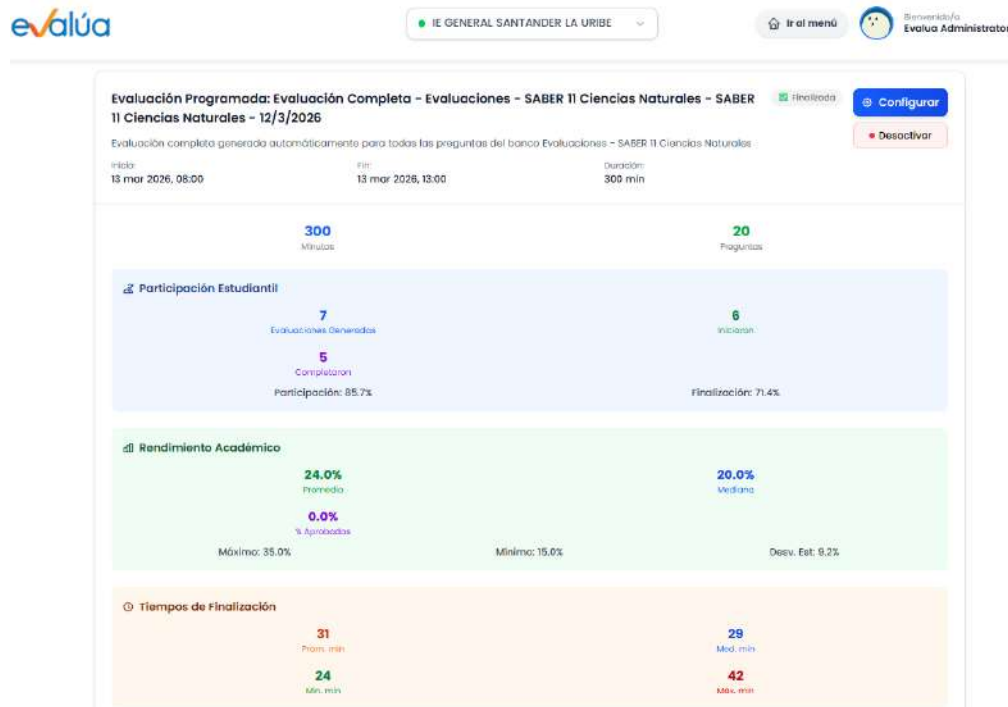 evalúa
IE GENERAL SANTANDER LA URIBE
Ir al menú
Bienvenido/a
Evalua Administrator
Evaluación Programada: Evaluación Completa - Evaluaciones - SABER 11 Ciencias Naturales - SABER
11 Ciencias Naturales - 12/3/2026
Finalizada
Configurar
Desactivar
Evaluación completa generada automáticamente para todas las preguntas del banco Evaluaciones - SABER 11 Ciencias Naturales
Inicio:
Fin:
Duración:
13 mar 2026, 08:00
13 mar 2026, 13:00
300 min
300
Minutos
20
Preguntas
Participación Estudiantil
7
Evaluaciones Generadas
6
Iniciaron
5
Completaron
Participación: 85.7%
Finalización: 71.4%
Rendimiento Académico
24.0%
Promedio
20.0%
Mediana
0.0%
% Aprobados
Máximo: 35.0%
Mínimo: 15.0%
Desv. Est: 9.2%
Tiempos de Finalización
31
Prom. min
29
Med. min
24
Mín. min
42
Máx. min